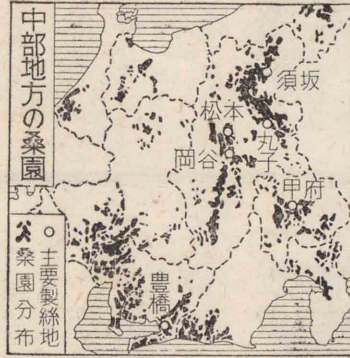 中部地方の桑園
須坂
松本
丸子
岡谷
甲府
豊橋
主要製絲地
桑園分布